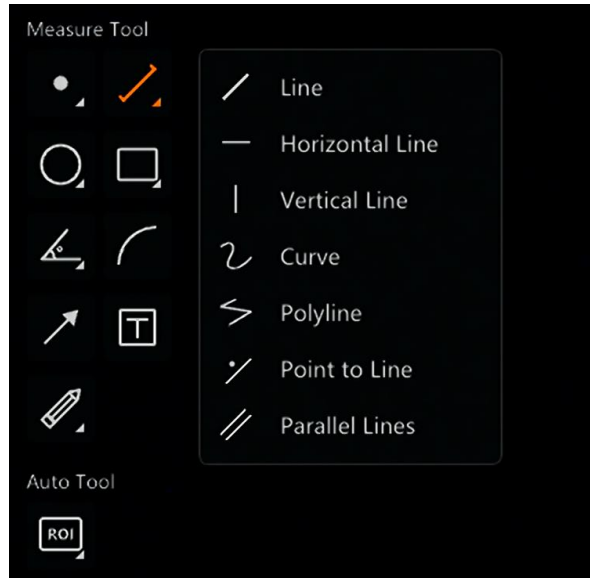 Measure Tool
Line
Horizontal Line
Vertical Line
Curve
Polyline
T
Point to Line
Parallel Lines
Auto Tool
ROI